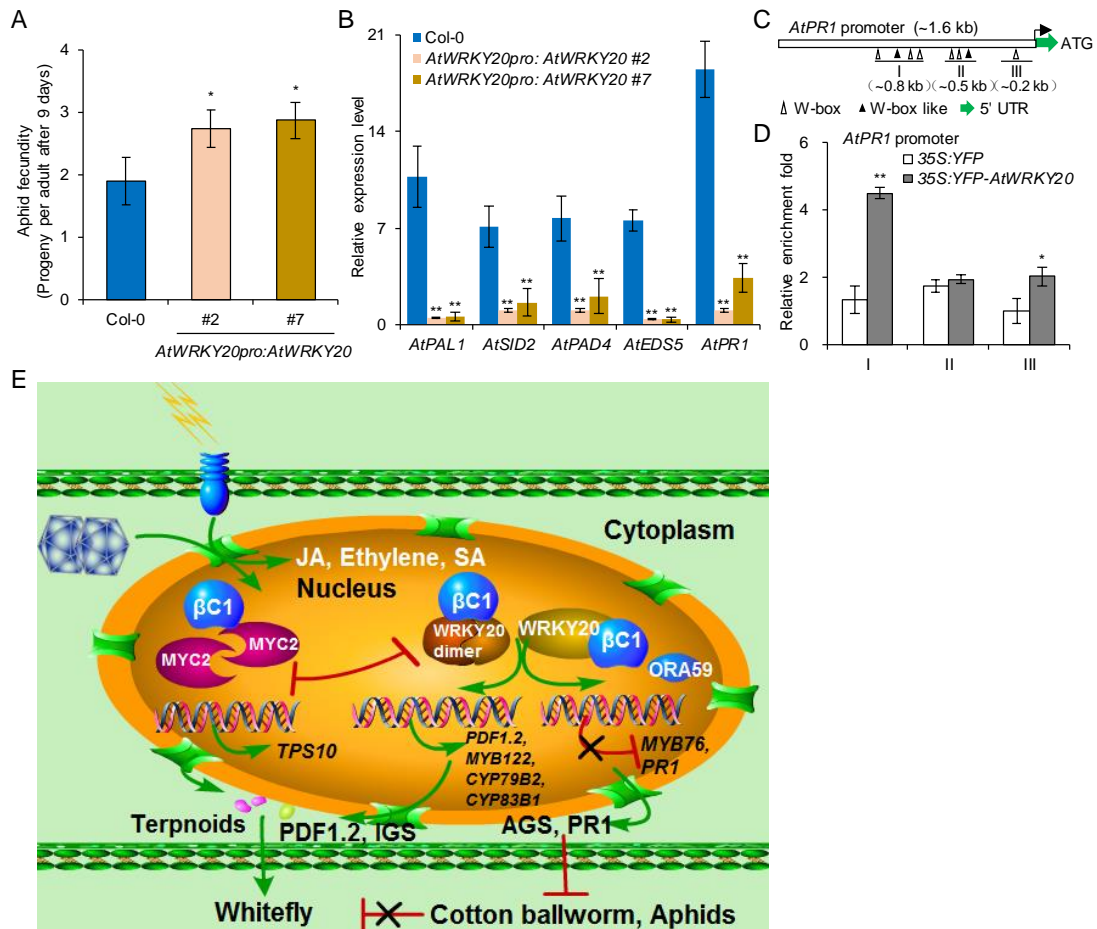 A
Aphid fecundity
(Progeny per adult after 9 days)
4
3
2
1
0
*
*
Col-0
#2
#7
AtWRKY20pro:AtWRKY20
B
Relative expression level
21
14
7
0
Col-0
AtWRKY20pro: AtWRKY20 #2
AtWRKY20pro: AtWRKY20 #7
** **
** **
** **
** **
** **
AtPAL1 AtSID2 AtPAD4 AtEDS5 AtPR1
C
AtPR1 promoter (~1.6 kb)
ATG
I II III
(~0.8 kb) (~0.5 kb) (~0.2 kb)
W-box W-box like 5' UTR
D
AtPR1 promoter
35S:YFP
35S:YFP-AtWRKY20
Relative enrichment fold
6
4
2
0
**
*
I II III
E
Cytoplasm
JA, Ethylene, SA
Nucleus
βC1
MYC2
MYC2
βC1
WRKY20
dimer
WRKY20
βC1
ORA59
TPS10
PDF1.2,
MYB122,
CYP79B2,
CYP83B1
MYB76,
PR1
Terpnoids
PDF1.2, IGS
AGS, PR1
Whitefly
Cotton ballworm, Aphids